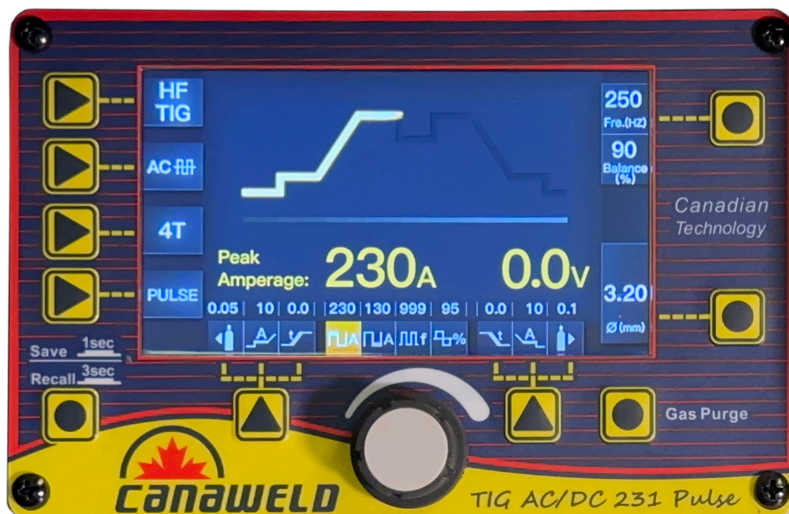 HF
TIG
AC
4T
PULSE
250
Fre.(HZ)
90
Balance
(%)
3.20
Ø (mm)
Canadian
Technology
Peak
Amperage: 230A 0.0V
0.05 | 10 | 0.0 | 230 | 130 | 999 | 95 | 0.0 | 10 | 0.1
A t A A f % t A
Save 1sec
Recall 3sec
Gas Purge
CANAWELD
TIG AC/DC 231 Pulse